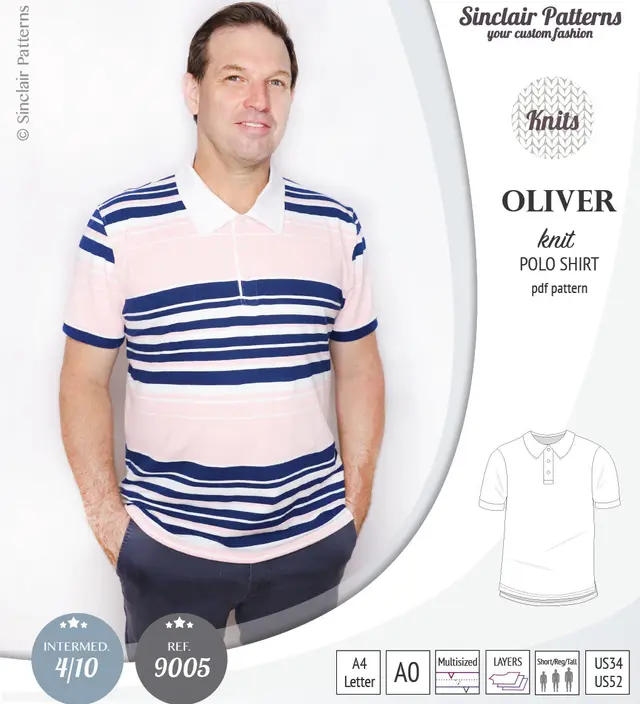 © Sinclair Patterns
Sinclair Patterns
your custom fashion
Knits
OLIVER
knit
POLO SHIRT
pdf pattern
INTERMED.
4/10
REF.
9005
A4
Letter
A0
Multisized
LAYERS
Short/Reg/Tall
US34
US52